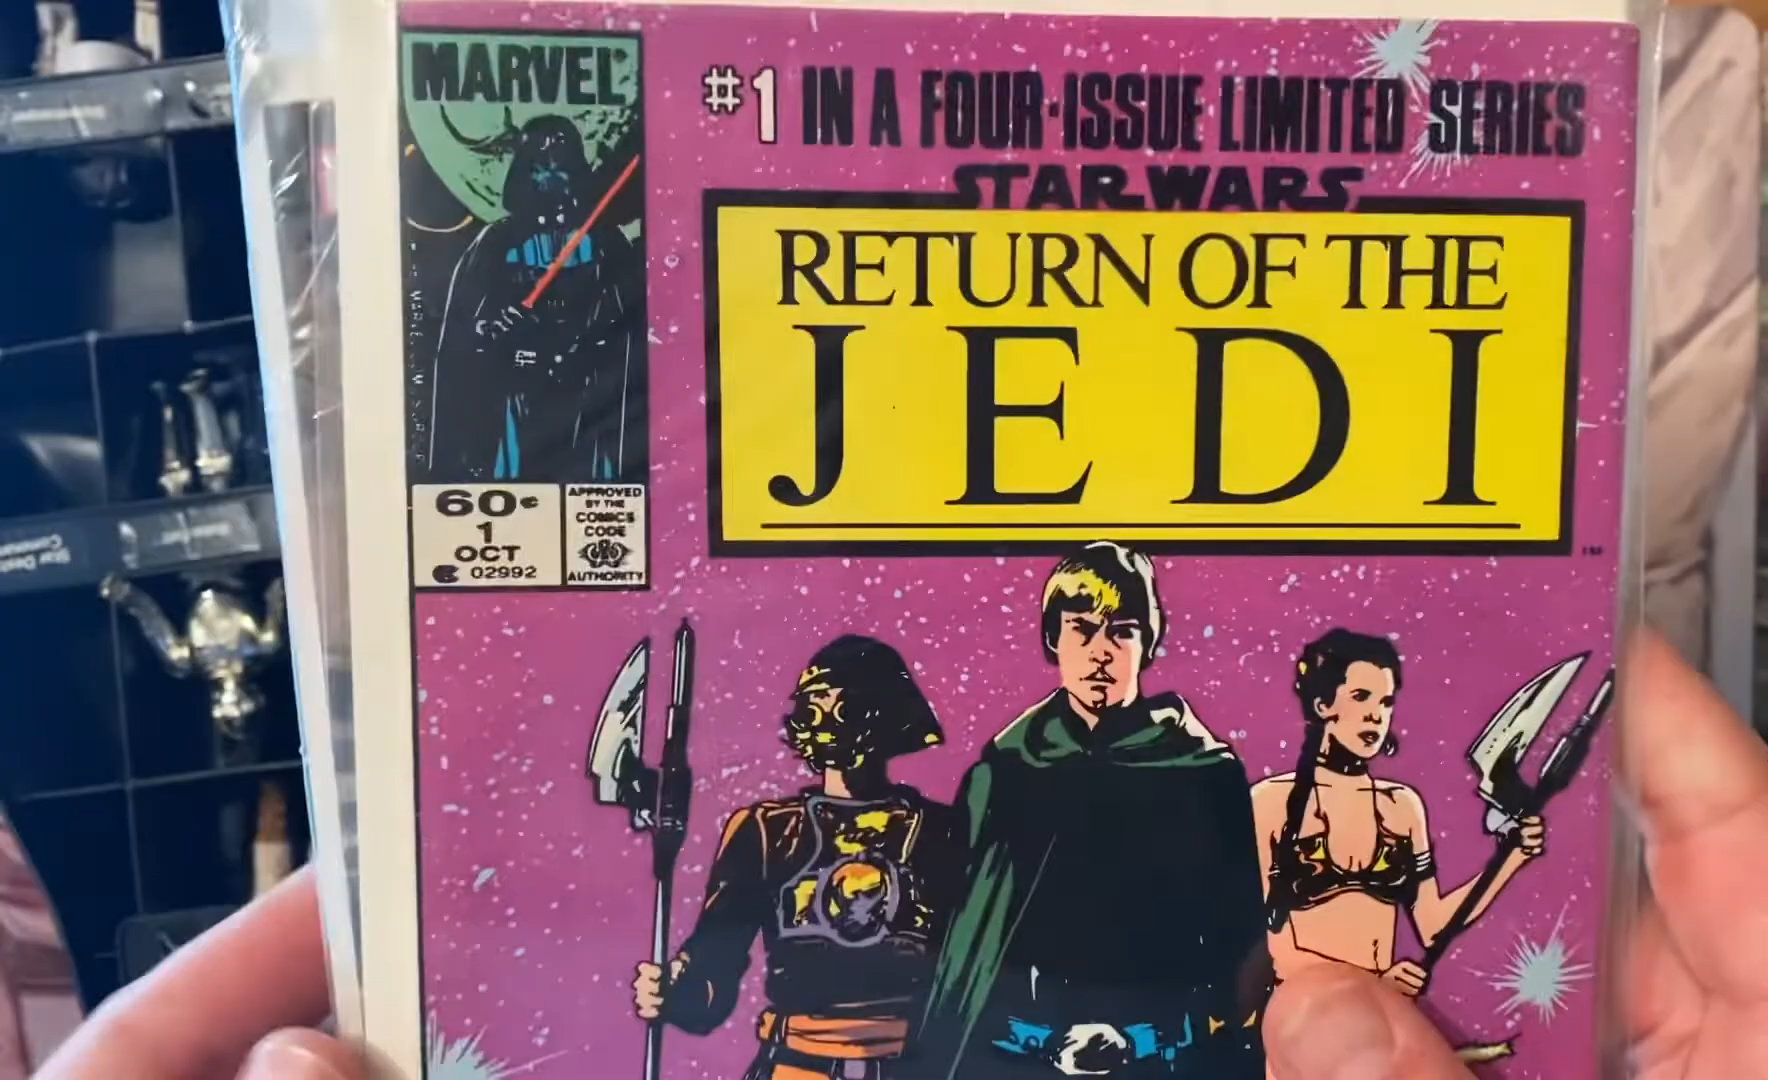 MARVEL
#1 IN A FOUR-ISSUE LIMITED SERIES
STAR WARS
RETURN OF THE
JEDI
60¢
1
OCT
02992
APPROVED
BY THE
COMICS
CODE
AUTHORITY